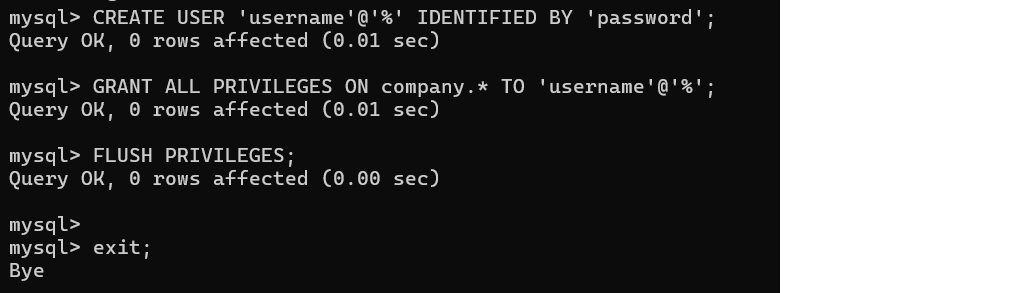 mysql> CREATE USER 'username'@'%' IDENTIFIED BY 'password';
Query OK, 0 rows affected (0.01 sec)
mysql> GRANT ALL PRIVILEGES ON company.* TO 'username'@'%';
Query OK, 0 rows affected (0.01 sec)
mysql> FLUSH PRIVILEGES;
Query OK, 0 rows affected (0.00 sec)
mysql>
mysql> exit;
Bye